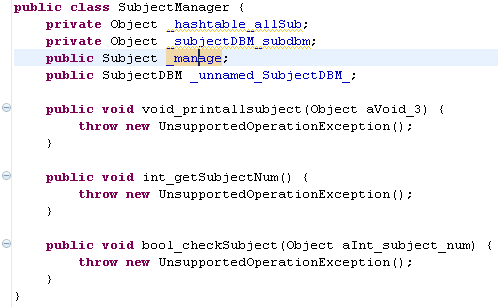 public class SubjectManager {
    private Object _hashtable_allSub;
    private Object _subjectDBM_subdbm;
    public Subject _manage;
    public SubjectDBM _unnamed_SubjectDBM_;
    public void void_printallsubject(Object aVoid_3) {
        throw new UnsupportedOperationException();
    }
    public void int_getSubjectNum() {
        throw new UnsupportedOperationException();
    }
    public void bool_checkSubject(Object aInt_subject_num) {
        throw new UnsupportedOperationException();
    }
}